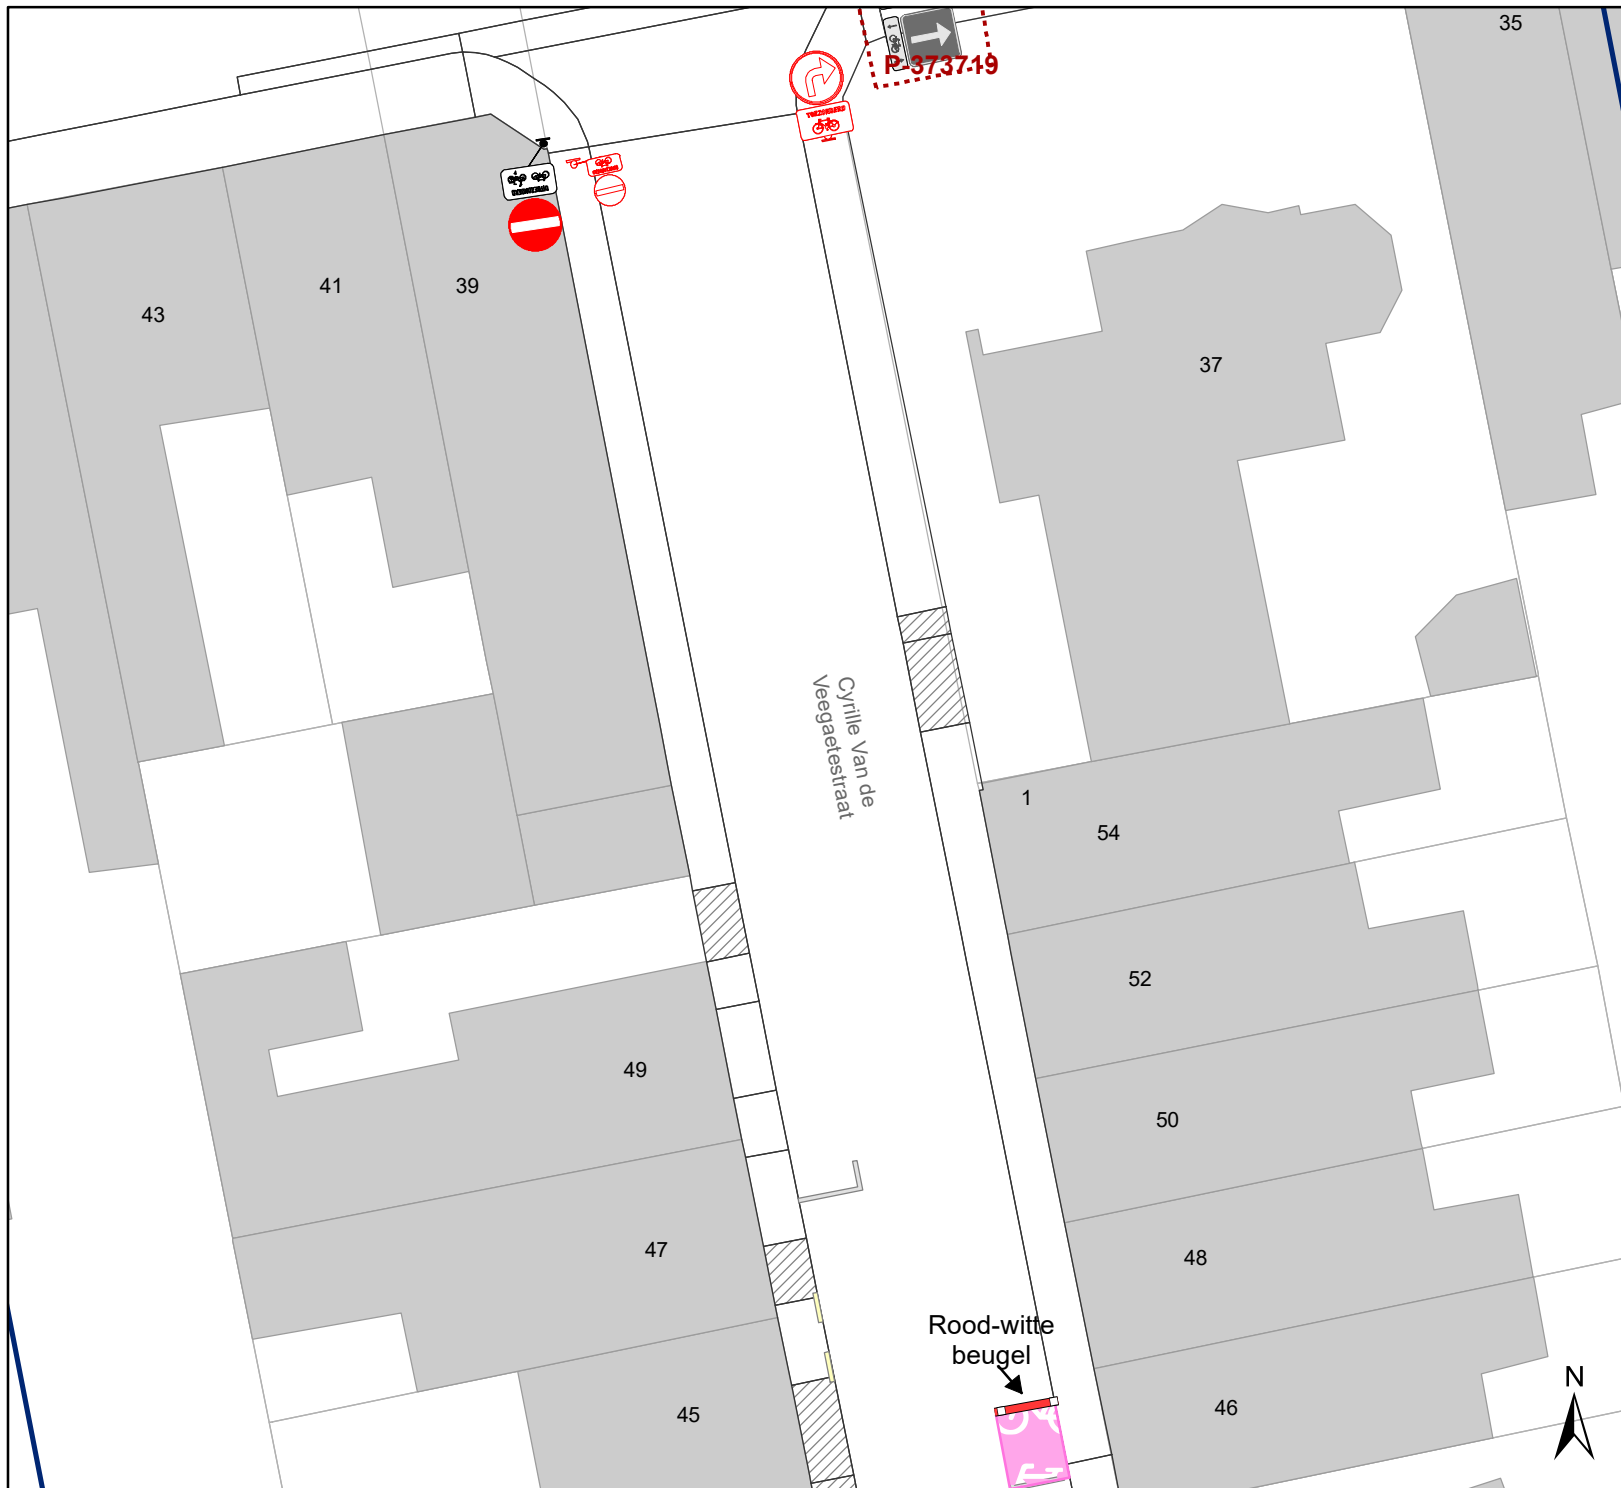 35
P-373719
41
39
43
37
Cyrille Van de
Veegaetestraat
1
54
52
49
50
47
48
Rood-witte
beugel
45
46
N